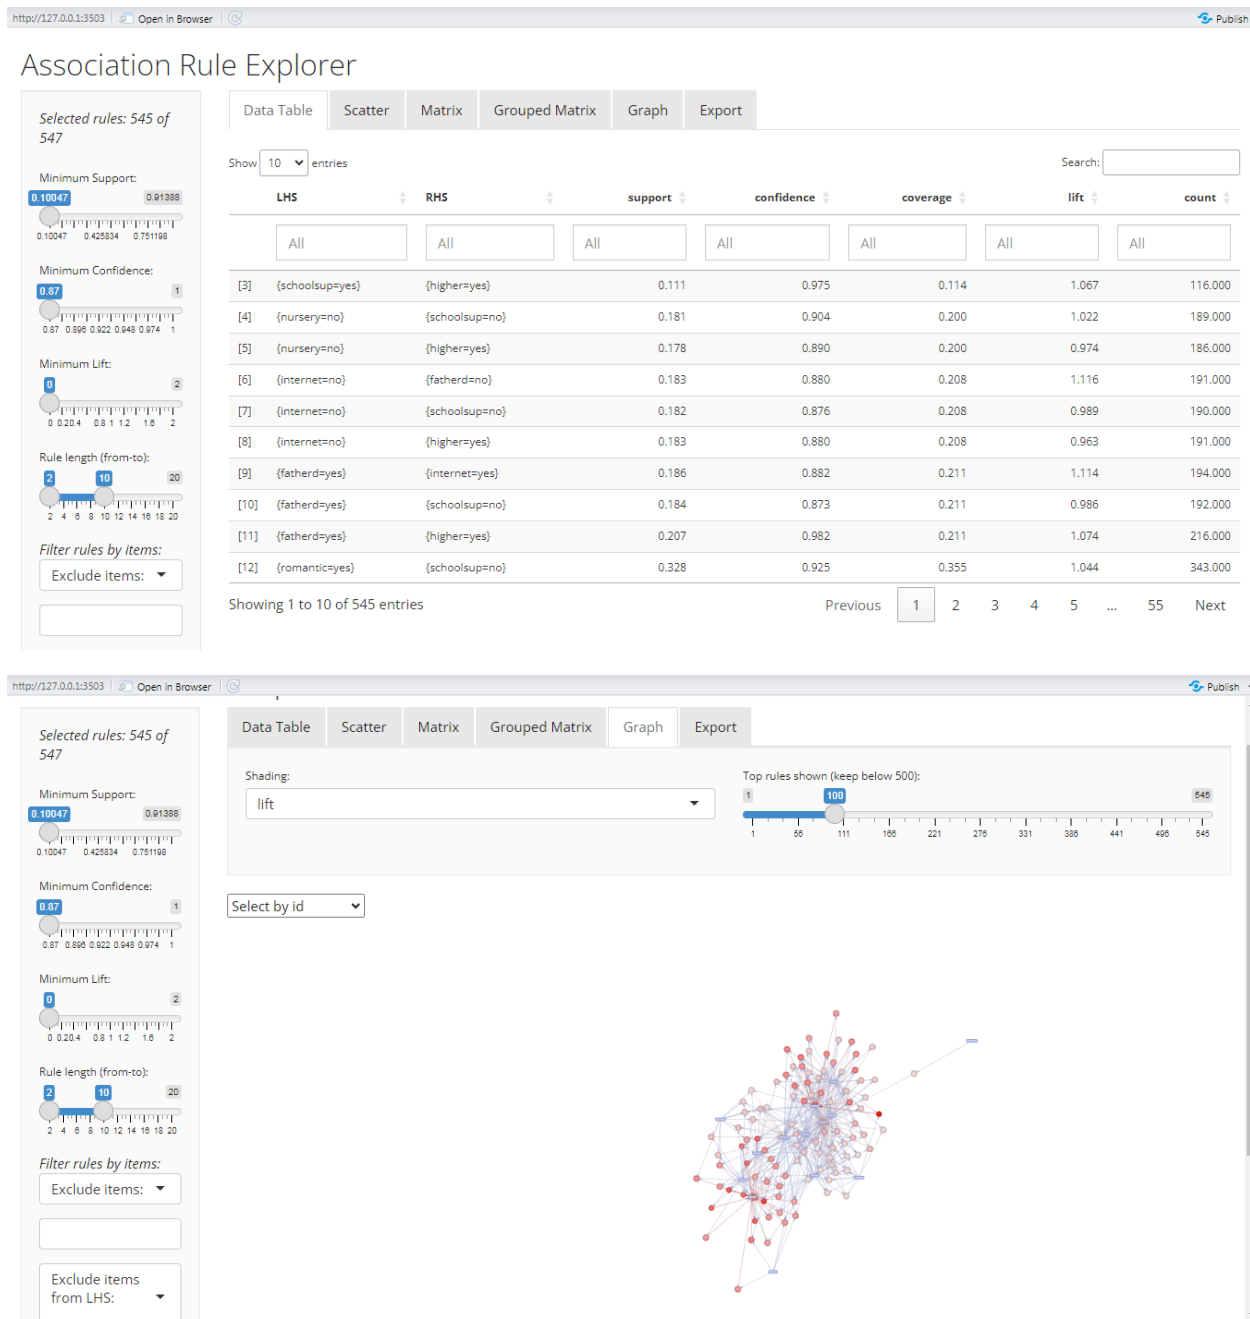 http://127.0.0.1:3503 Open in Browser Publish
Association Rule Explorer
Selected rules: 545 of
547
Minimum Support:
0.10047 0.91388
0.10047 0.425834 0.751198
Minimum Confidence:
0.87 1
0.87 0.896 0.922 0.948 0.974 1
Minimum Lift:
0 2
0 0.20.4 0.8 1 1.2 1.6 2
Rule length (from-to):
2 10 20
2 4 6 8 10 12 14 16 18 20
Filter rules by items:
Exclude items:
Data Table Scatter Matrix Grouped Matrix Graph Export
Show 10 entries Search:
LHS RHS support confidence coverage lift count
All All All All All All All
[3] {schoolsup=yes} {higher=yes} 0.111 0.975 0.114 1.067 116.000
[4] {nursery=no} {schoolsup=no} 0.181 0.904 0.200 1.022 189.000
[5] {nursery=no} {higher=yes} 0.178 0.890 0.200 0.974 186.000
[6] {internet=no} {fatherd=no} 0.183 0.880 0.208 1.116 191.000
[7] {internet=no} {schoolsup=no} 0.182 0.876 0.208 0.989 190.000
[8] {internet=no} {higher=yes} 0.183 0.880 0.208 0.963 191.000
[9] {fatherd=yes} {internet=yes} 0.186 0.882 0.211 1.114 194.000
[10] {fatherd=yes} {schoolsup=no} 0.184 0.873 0.211 0.986 192.000
[11] {fatherd=yes} {higher=yes} 0.207 0.982 0.211 1.074 216.000
[12] {romantic=yes} {schoolsup=no} 0.328 0.925 0.355 1.044 343.000
Showing 1 to 10 of 545 entries Previous 1 2 3 4 5 ... 55 Next
http://127.0.0.1:3503 Open in Browser Publish
Selected rules: 545 of
547
Minimum Support:
0.10047 0.91388
0.10047 0.425834 0.751198
Minimum Confidence:
0.87 1
0.87 0.896 0.922 0.948 0.974 1
Minimum Lift:
0 2
0 0.20.4 0.8 1 1.2 1.6 2
Rule length (from-to):
2 10 20
2 4 6 8 10 12 14 16 18 20
Filter rules by items:
Exclude items:
Exclude items
from LHS:
Data Table Scatter Matrix Grouped Matrix Graph Export
Shading:
lift
Top rules shown (keep below 500):
1 100 545
1 56 111 166 221 276 331 386 441 496 545
Select by id